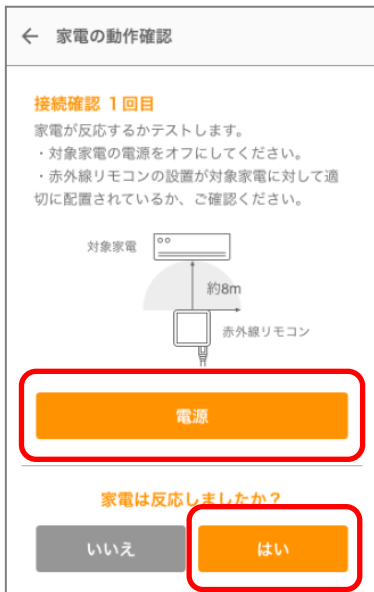 ← 家電の動作確認
接続確認 1回目
家電が反応するかテストします。
・対象家電の電源をオフにしてください。
・赤外線リモコンの設置が対象家電に対して適
切に配置されているか、ご確認ください。
対象家電
約8m
赤外線リモコン
電源
家電は反応しましたか？
いいえ
はい